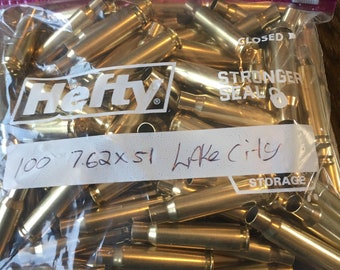 CLOSED
Hefty®
STRONGER
SEAL
100 7.62x51 Lake City
STORAGE